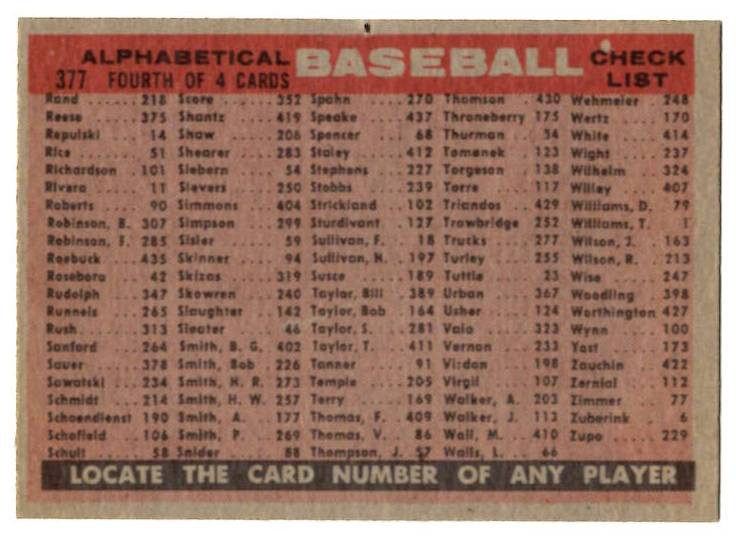 ALPHABETICAL BASEBALL CHECK
377 FOURTH OF 4 CARDS LIST
Rand ...... 218 Score ...... 352 Spahn ...... 270 Thomson .. 430 Wehmeier 248
Reese ..... 375 Shantz .... 419 Speake .... 437 Throneberry 175 Wertz .... 170
Repulski ... 14 Shaw ..... 206 Spencer .... 68 Thurman .. 34 White .... 414
Rice ....... 51 Shearer ... 283 Staley .... 412 Tomanek .. 123 Wight .... 237
Richardson . 101 Siebern .... 54 Stephens .. 227 Torgeson .. 138 Wilhelm .. 324
Rivera ..... 11 Sievers ... 250 Stobbs .... 239 Torre .... 117 Willey .... 407
Roberts .... 90 Simmons .. 404 Strickland . 102 Triandos .. 429 Williams, D. 79
Robinson, B. 307 Simpson .. 299 Sturdivant . 127 Trowbridge 252 Williams, T. 1
Robinson, F. 285 Sisler ..... 59 Sullivan, F. . 18 Trucks .... 277 Wilson, J. . 163
Roebuck ... 435 Skinner .... 94 Sullivan, H. . 197 Turley .... 255 Wilson, R. . 213
Roseboro ... 42 Skizas .... 319 Susce ..... 189 Tuttle ..... 23 Wise ..... 247
Rudolph ... 347 Skowren .. 240 Taylor, Bill . 389 Urban .... 367 Woodling . 398
Runnels ... 265 Slaughter . 142 Taylor, Bob . 164 Usher .... 124 Worthington 427
Rush ...... 313 Sleater .... 46 Taylor, S. .. 281 Valo ..... 323 Wynn .... 100
Sanford ... 264 Smith, B. G. 402 Taylor, T. .. 411 Vernon ... 233 Yost ..... 173
Sauer ..... 378 Smith, Bob 226 Tanner ..... 91 Virdon ... 198 Zauchin .. 422
Sawatski .. 234 Smith, H. R. 273 Temple ... 205 Virgil .... 107 Zernial ... 112
Schmidt ... 214 Smith, H. W. 257 Terry ..... 169 Walker, A. 203 Zimmer ... 77
Schoendienst 190 Smith, A. . 177 Thomas, F. . 409 Walker, J. . 113 Zuberink .. 6
Schofield .. 106 Smith, P. . 269 Thomas, V. . 86 Wall, M. . 410 Zupo ..... 229
Schult ..... 58 Snider .... 88 Thompson, J. 57 Walls, L. .. 66
LOCATE THE CARD NUMBER OF ANY PLAYER